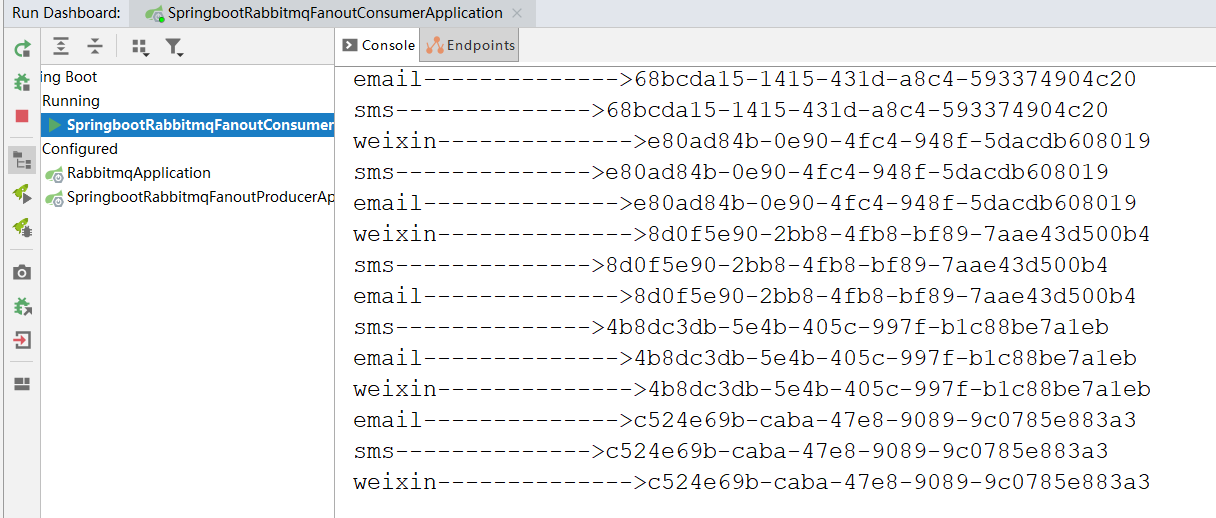 Run Dashboard: SpringbootRabbitmqFanoutConsumerApplication
Console Endpoints
ing Boot
Running
SpringbootRabbitmqFanoutConsumer
Configured
RabbitmqApplication
SpringbootRabbitmqFanoutProducerAp
email-------------->68bcda15-1415-431d-a8c4-593374904c20
sms-------------->68bcda15-1415-431d-a8c4-593374904c20
weixin-------------->e80ad84b-0e90-4fc4-948f-5dacdb608019
sms-------------->e80ad84b-0e90-4fc4-948f-5dacdb608019
email-------------->e80ad84b-0e90-4fc4-948f-5dacdb608019
weixin-------------->8d0f5e90-2bb8-4fb8-bf89-7aae43d500b4
sms-------------->8d0f5e90-2bb8-4fb8-bf89-7aae43d500b4
email-------------->8d0f5e90-2bb8-4fb8-bf89-7aae43d500b4
sms-------------->4b8dc3db-5e4b-405c-997f-b1c88be7a1eb
email-------------->4b8dc3db-5e4b-405c-997f-b1c88be7a1eb
weixin-------------->4b8dc3db-5e4b-405c-997f-b1c88be7a1eb
email-------------->c524e69b-caba-47e8-9089-9c0785e883a3
sms-------------->c524e69b-caba-47e8-9089-9c0785e883a3
weixin-------------->c524e69b-caba-47e8-9089-9c0785e883a3